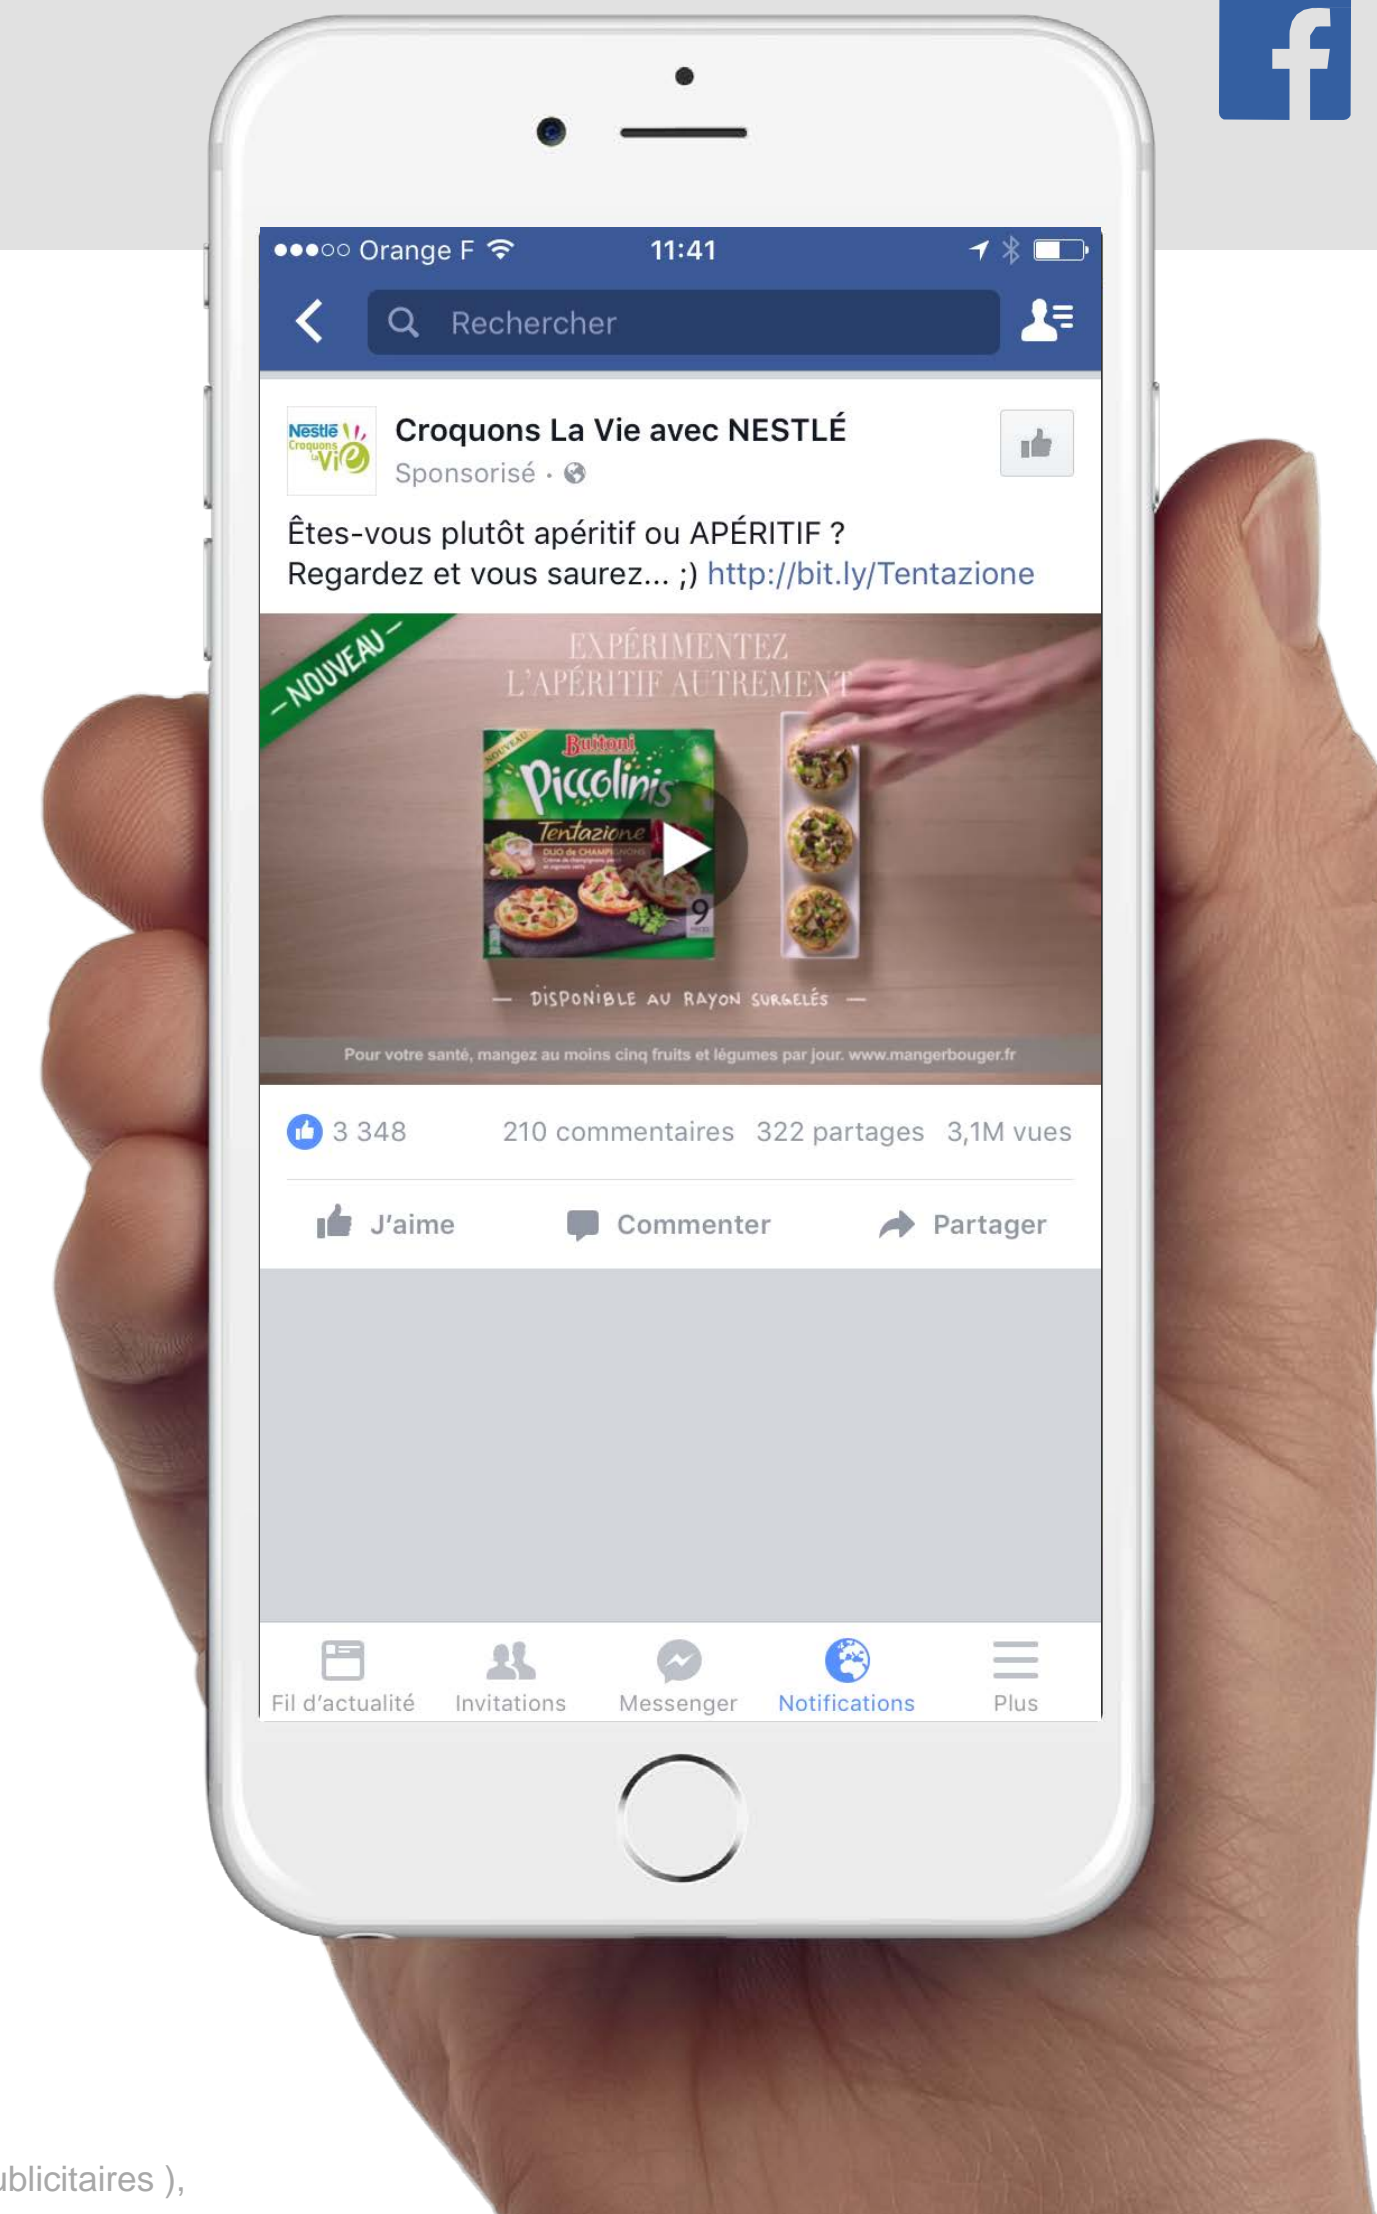 Orange F
11:41
Rechercher
Nestlé
Croquons
la
Vie
Croquons La Vie avec NESTLÉ
Sponsorisé
Êtes-vous plutôt apéritif ou APÉRITIF ?
Regardez et vous saurez... ;) http://bit.ly/Tentazione
— NOUVEAU —
EXPÉRIMENTEZ
L'APÉRITIF AUTREMENT
NOUVEAU
Buitoni
Piccolinis
Tentazione
DUO de CHAMPIGNONS
9
— DISPONIBLE AU RAYON SURGELÉS —
Pour votre santé, mangez au moins cinq fruits et légumes par jour. www.mangerbouger.fr
3 348 210 commentaires 322 partages 3,1M vues
J'aime Commenter Partager
Fil d'actualité Invitations Messenger Notifications Plus
ublicitaires ),